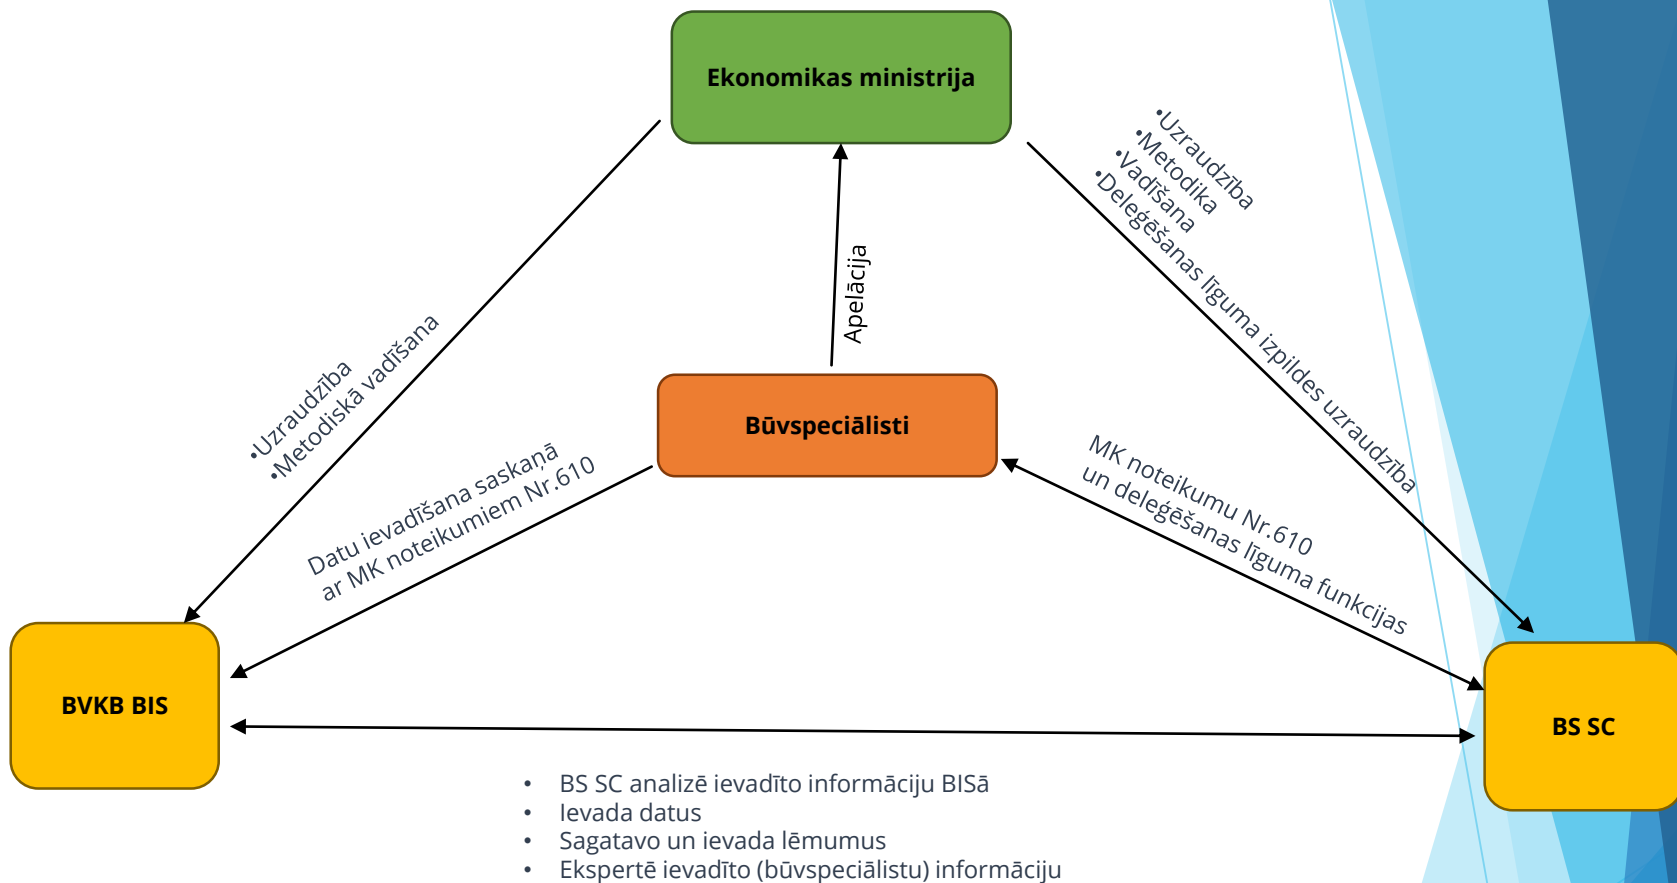 Ekonomikas ministrija
•Uzraudzība
•Metodika
•Vadīšana
•Deleģēšanas līguma izpildes uzraudzība
Apelācija
•Uzraudzība
•Metodiskā vadīšana
Būvspeciālisti
Datu ievadīšana saskaņā
ar MK noteikumiem Nr.610
MK noteikumu Nr.610
un deleģēšanas līguma funkcijas
BVKB BIS
BS SC
• BS SC analizē ievadīto informāciju BISā
• Ievada datus
• Sagatavo un ievada lēmumus
• Ekspertē ievadīto (būvspeciālistu) informāciju